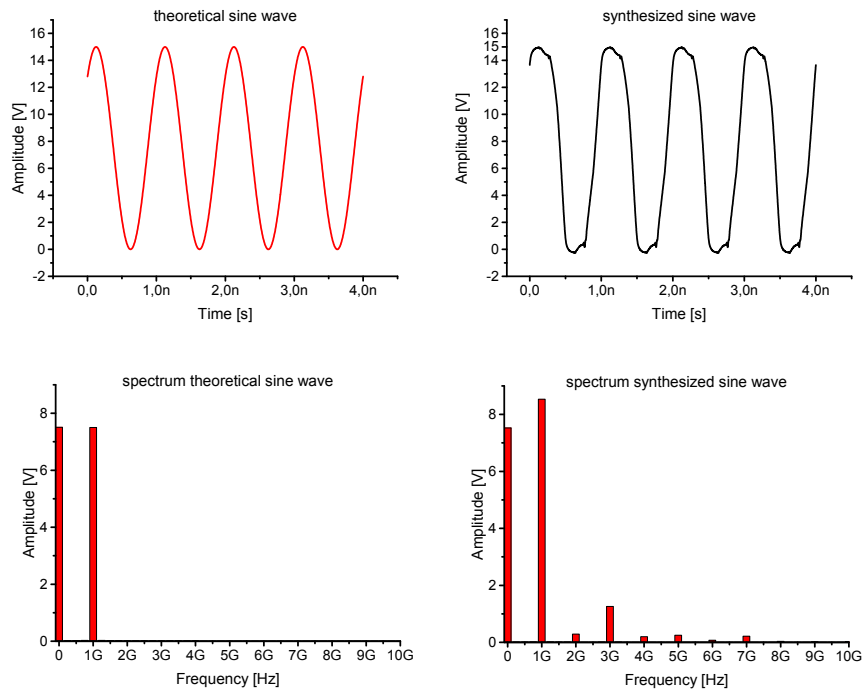 theoretical sine wave
16
14
12
10
8
6
4
2
0
-2
Amplitude [V]
0,0
1,0n
2,0n
3,0n
4,0n
Time [s]
synthesized sine wave
16
15
14
12
10
8
6
4
2
0
-2
Amplitude [V]
0,0
1,0n
2,0n
3,0n
4,0n
Time [s]
spectrum theoretical sine wave
8
6
4
2
0
Amplitude [V]
0
1G
2G
3G
4G
5G
6G
7G
8G
9G
10G
Frequency [Hz]
spectrum synthesized sine wave
8
6
4
2
0
Amplitude [V]
0
1G
2G
3G
4G
5G
6G
7G
8G
9G
10G
Frequency [Hz]